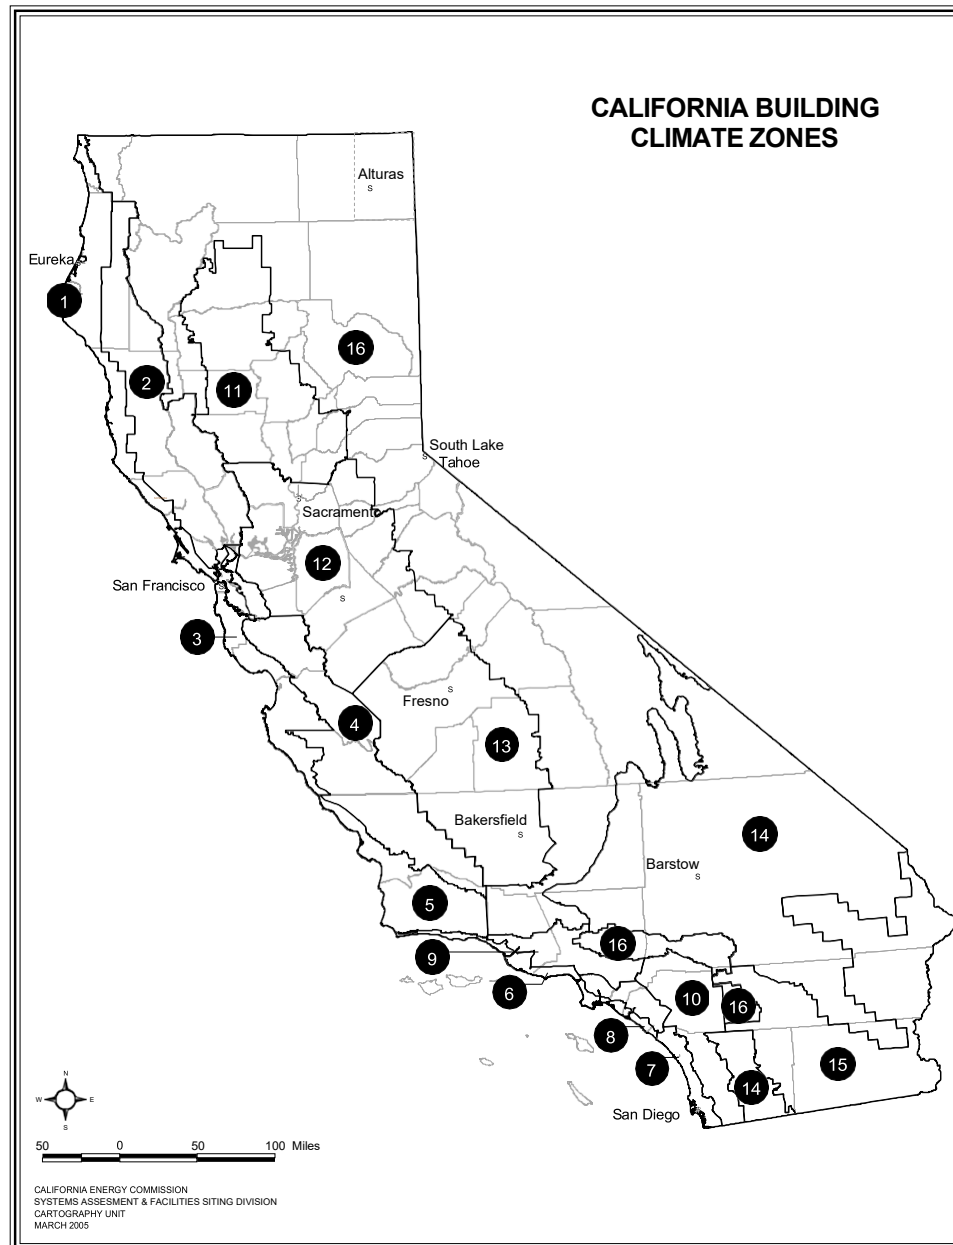 CALIFORNIA BUILDING
CLIMATE ZONES
Alturas
S
Eureka
1
16
2
11
South Lake
Tahoe
S
S
Sacramento
12
San Francisco
S
S
3
S
Fresno
4
13
Bakersfield
S
14
Barstow
S
5
16
9
6
10
16
8
15
7
14
San Diego
N
W
E
S
50
0
50
100 Miles
CALIFORNIA ENERGY COMMISSION
SYSTEMS ASSESMENT & FACILITIES SITING DIVISION
CARTOGRAPHY UNIT
MARCH 2005